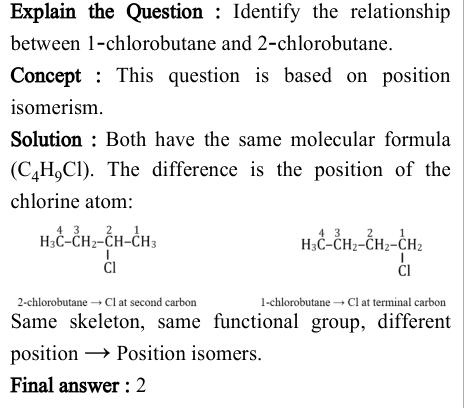 Explain the Question : Identify the relationship
between 1-chlorobutane and 2-chlorobutane.
Concept : This question is based on position
isomerism.
Solution : Both have the same molecular formula
(C₄H₉Cl). The difference is the position of the
chlorine atom:
4 3 2 1
H₃C-CH₂-CH-CH₃
Cl
2-chlorobutane → Cl at second carbon
4 3 2 1
H₃C-CH₂-CH₂-CH₂
Cl
1-chlorobutane → Cl at terminal carbon
Same skeleton, same functional group, different
position ⟶ Position isomers.
Final answer : 2